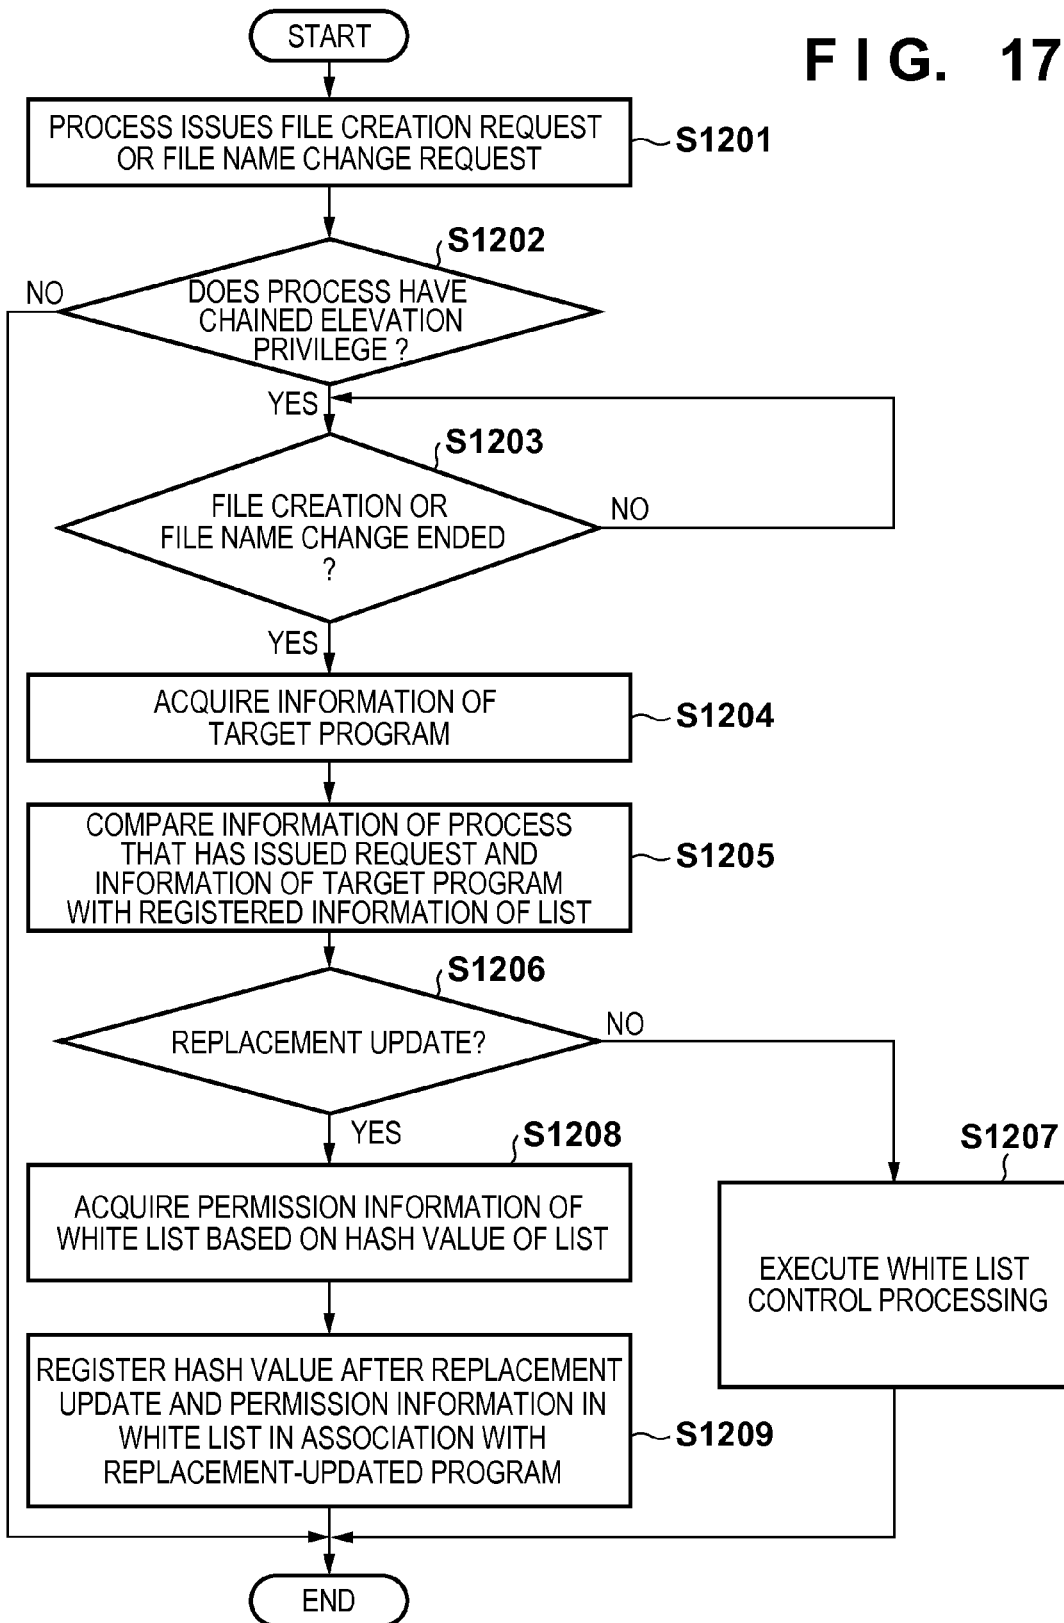 START
FIG. 17
PROCESS ISSUES FILE CREATION REQUEST
OR FILE NAME CHANGE REQUEST
S1201
S1202
NO
DOES PROCESS HAVE
CHAINED ELEVATION
PRIVILEGE ?
YES
S1203
FILE CREATION OR
FILE NAME CHANGE ENDED
?
NO
YES
ACQUIRE INFORMATION OF
TARGET PROGRAM
S1204
COMPARE INFORMATION OF PROCESS
THAT HAS ISSUED REQUEST AND
INFORMATION OF TARGET PROGRAM
WITH REGISTERED INFORMATION OF LIST
S1205
S1206
REPLACEMENT UPDATE?
NO
YES
S1208
S1207
ACQUIRE PERMISSION INFORMATION OF
WHITE LIST BASED ON HASH VALUE OF LIST
EXECUTE WHITE LIST
CONTROL PROCESSING
REGISTER HASH VALUE AFTER REPLACEMENT
UPDATE AND PERMISSION INFORMATION IN
WHITE LIST IN ASSOCIATION WITH
REPLACEMENT-UPDATED PROGRAM
S1209
END